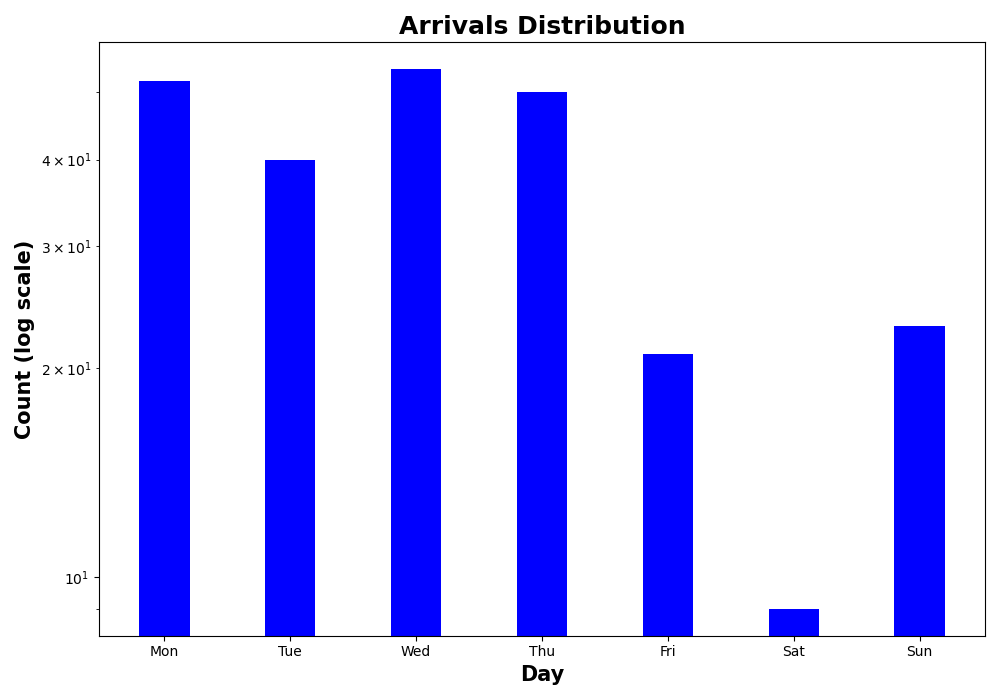 Arrivals Distribution
Count (log scale)
4 × 10¹
3 × 10¹
2 × 10¹
10¹
Mon Tue Wed Thu Fri Sat Sun
Day